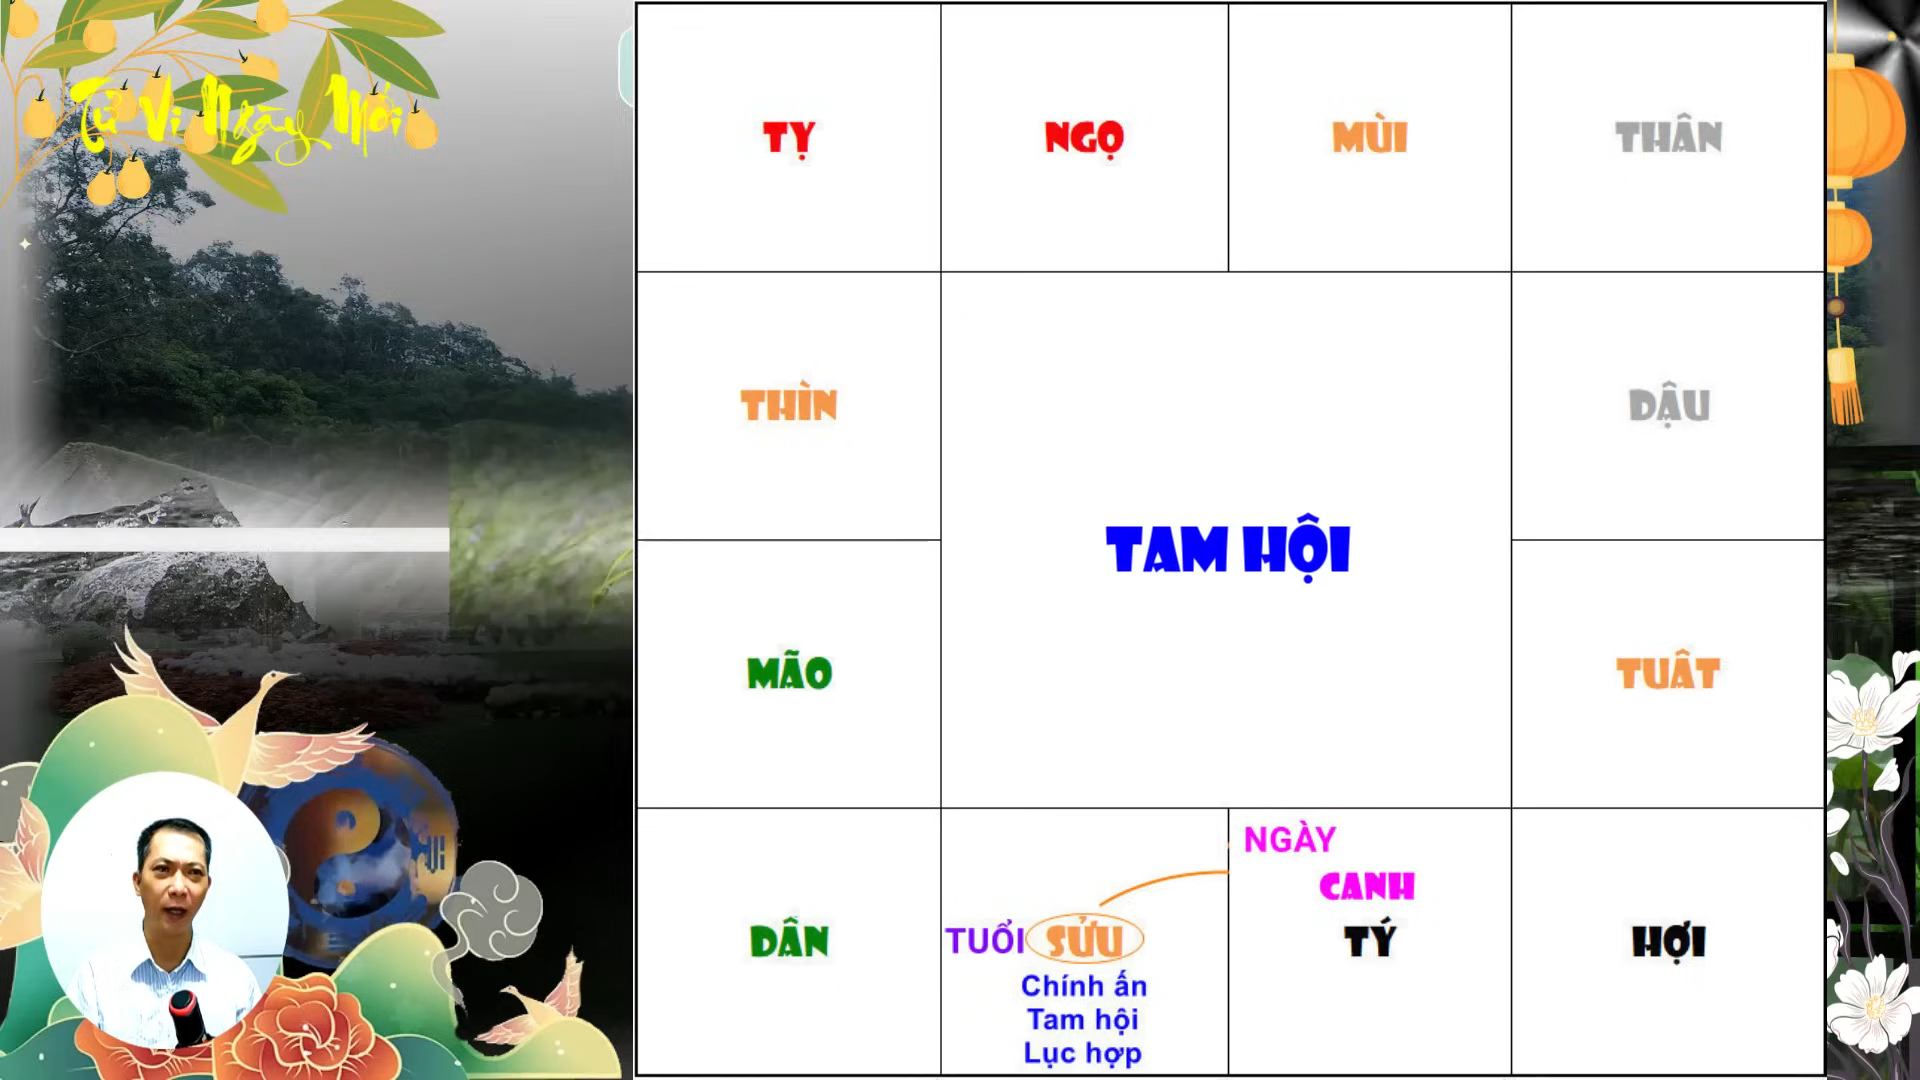 Tử Vi Ngày Mới
TỴ
NGỌ
MÙI
THÂN
THÌN
DẬU
TAM HỘI
MÃO
TUẤT
NGÀY
CANH
DẦN
TUỔI SỬU
TÝ
HỢI
Chính ấn
Tam hội
Lục hợp